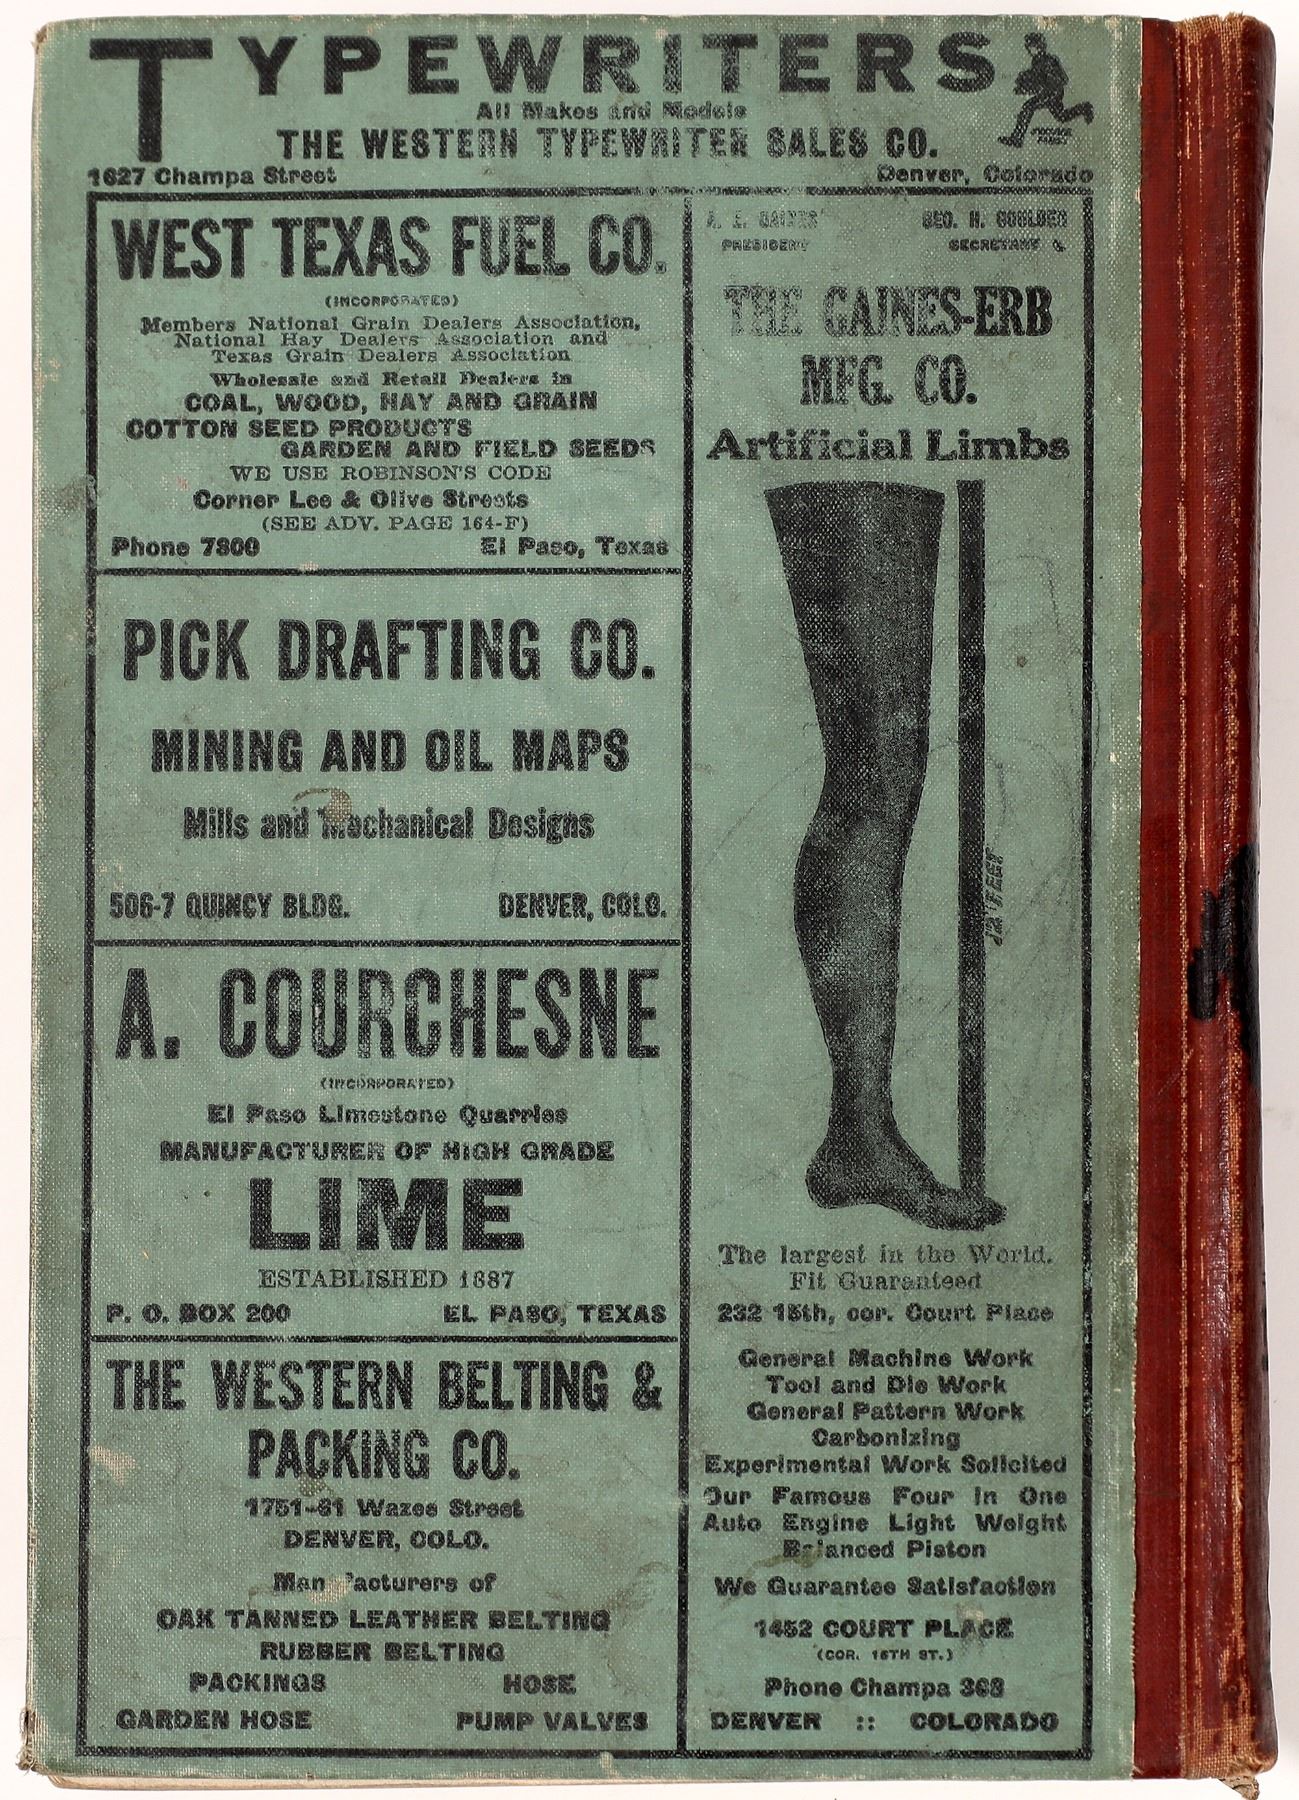 TYPEWRITERS
All Makes and Models
THE WESTERN TYPEWRITER SALES CO.
1627 Champa Street Denver, Colorado
WEST TEXAS FUEL CO.
(INCORPORATED)
Members National Grain Dealers Association,
National Hay Dealers Association and
Texas Grain Dealers Association
Wholesale and Retail Dealers in
COAL, WOOD, HAY AND GRAIN
COTTON SEED PRODUCTS
GARDEN AND FIELD SEEDS
WE USE ROBINSON'S CODE
Corner Lee & Olive Streets
(SEE ADV. PAGE 164-F)
Phone 7800 El Paso, Texas
PICK DRAFTING CO.
MINING AND OIL MAPS
Mills and Mechanical Designs
506-7 QUINCY BLDG. DENVER, COLO.
A. COURCHESNE
(INCORPORATED)
El Paso Limestone Quarries
MANUFACTURER OF HIGH GRADE
LIME
ESTABLISHED 1887
P. O. BOX 200 EL PASO, TEXAS
THE WESTERN BELTING &
PACKING CO.
1751-61 Wazee Street
DENVER, COLO.
Manufacturers of
OAK TANNED LEATHER BELTING
RUBBER BELTING
PACKINGS HOSE
GARDEN HOSE PUMP VALVES
GAINES GEO. H. GOULDED
PRESIDENT SECRETARY &
THE GAINES-ERB
MFG. CO.
Artificial Limbs
12 FEET
The largest in the World.
Fit Guaranteed
232 15th, cor. Court Place
General Machine Work
Tool and Die Work
General Pattern Work
Carbonizing
Experimental Work Solicited
Our Famous Four in One
Auto Engine Light Weight
Balanced Piston
We Guarantee Satisfaction
1452 COURT PLACE
(COR. 15TH ST.)
Phone Champa 368
DENVER :: COLORADO